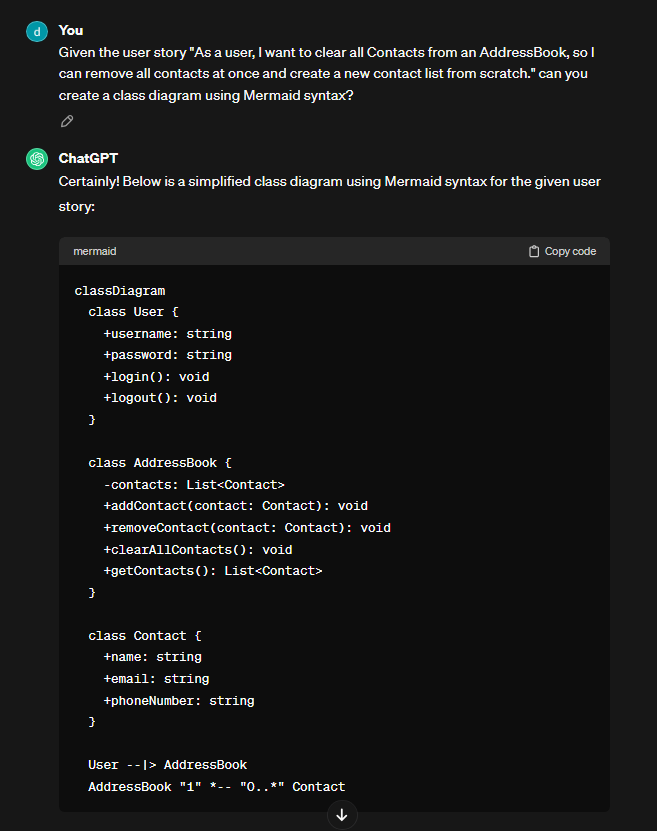 d
You
Given the user story "As a user, I want to clear all Contacts from an AddressBook, so I
can remove all contacts at once and create a new contact list from scratch." can you
create a class diagram using Mermaid syntax?
ChatGPT
Certainly! Below is a simplified class diagram using Mermaid syntax for the given user
story:
mermaid
Copy code
classDiagram
class User {
+username: string
+password: string
+login(): void
+logout(): void
}
class AddressBook {
-contacts: List<Contact>
+addContact(contact: Contact): void
+removeContact(contact: Contact): void
+clearAllContacts(): void
+getContacts(): List<Contact>
}
class Contact {
+name: string
+email: string
+phoneNumber: string
}
User --|> AddressBook
AddressBook "1" *-- "0..*" Contact